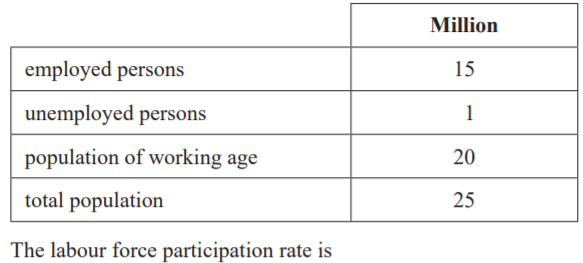 Million
employed persons 15
unemployed persons 1
population of working age 20
total population 25
The labour force participation rate is